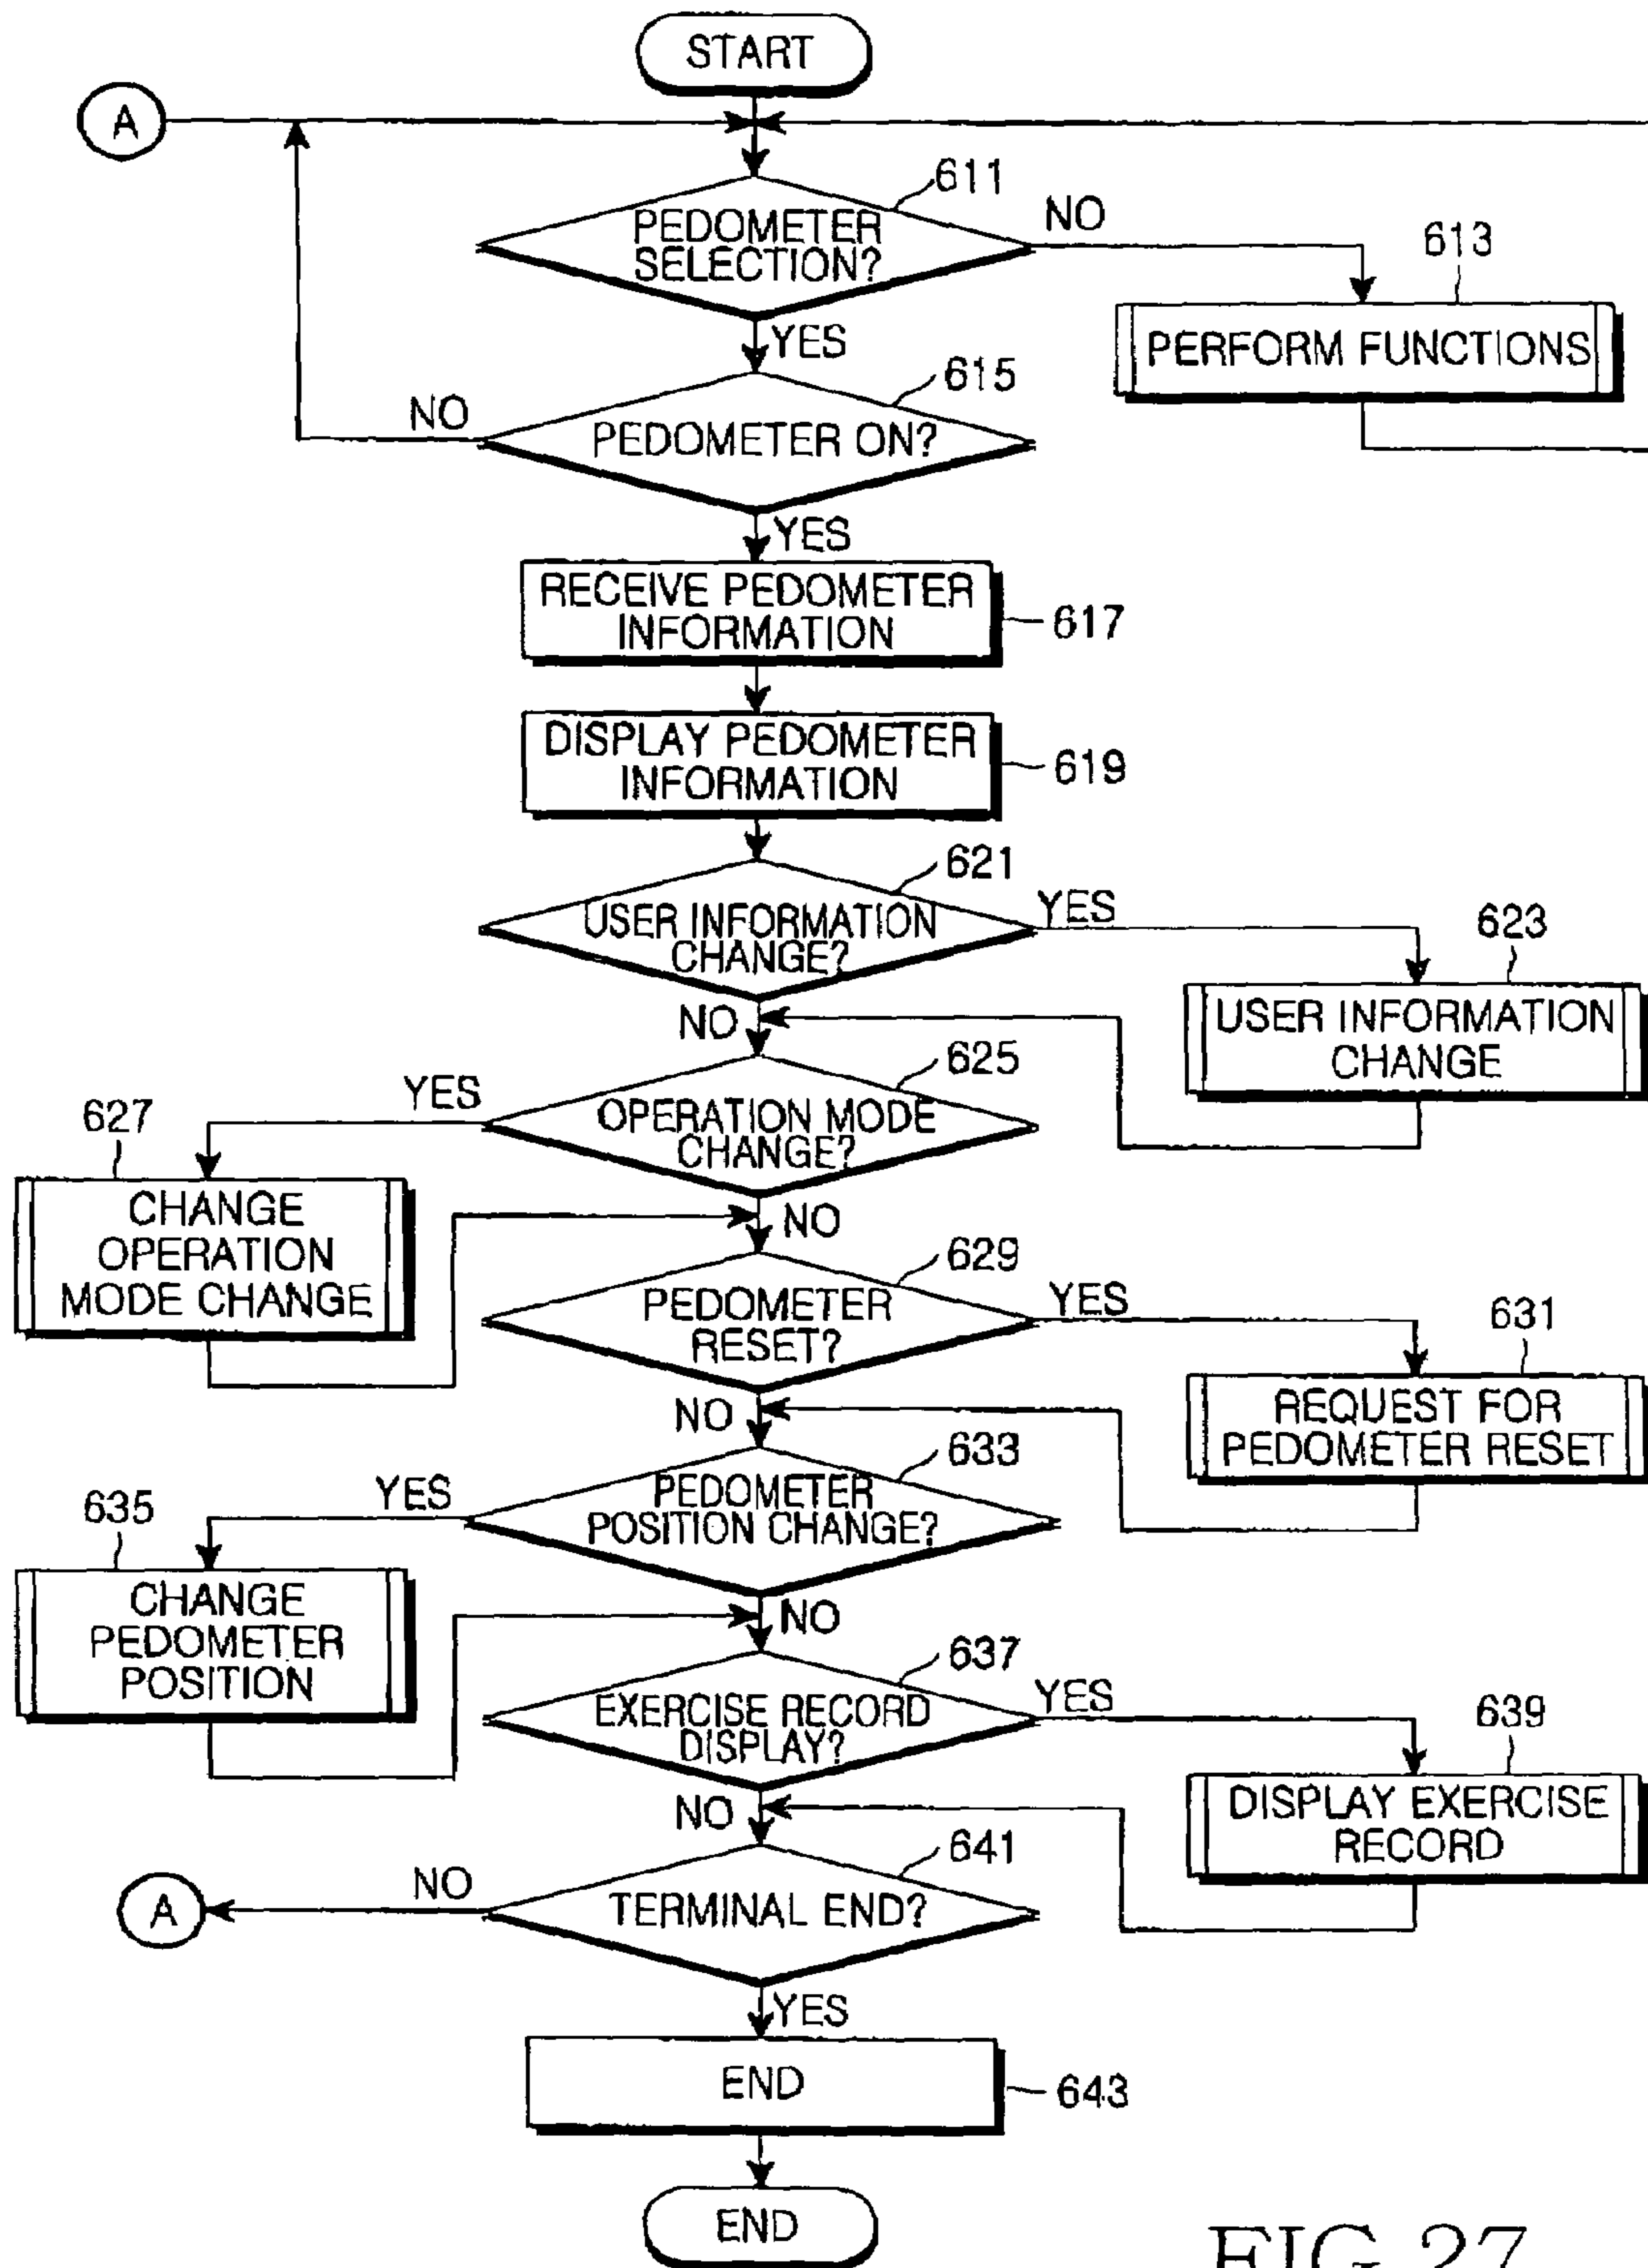 START
A
611
PEDOMETER
SELECTION?
NO
613
PERFORM FUNCTIONS
YES
615
NO
PEDOMETER ON?
YES
RECEIVE PEDOMETER
INFORMATION
617
DISPLAY PEDOMETER
INFORMATION
619
621
USER INFORMATION
CHANGE?
YES
623
USER INFORMATION
CHANGE
NO
625
YES
OPERATION MODE
CHANGE?
627
CHANGE
OPERATION
MODE CHANGE
NO
629
PEDOMETER
RESET?
YES
631
REQUEST FOR
PEDOMETER RESET
NO
633
YES
PEDOMETER
POSITION CHANGE?
635
CHANGE
PEDOMETER
POSITION
NO
637
EXERCISE RECORD
DISPLAY?
YES
639
DISPLAY EXERCISE
RECORD
NO
641
NO
A
TERMINAL END?
YES
END
643
END
FIG.27